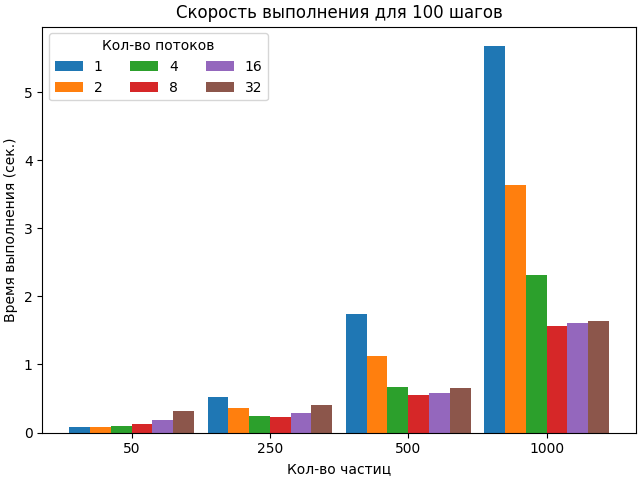 Скорость выполнения для 100 шагов
Кол-во потоков
1 4 16
2 8 32
Время выполнения (сек.)
5
4
3
2
1
0
50 250 500 1000
Кол-во частиц